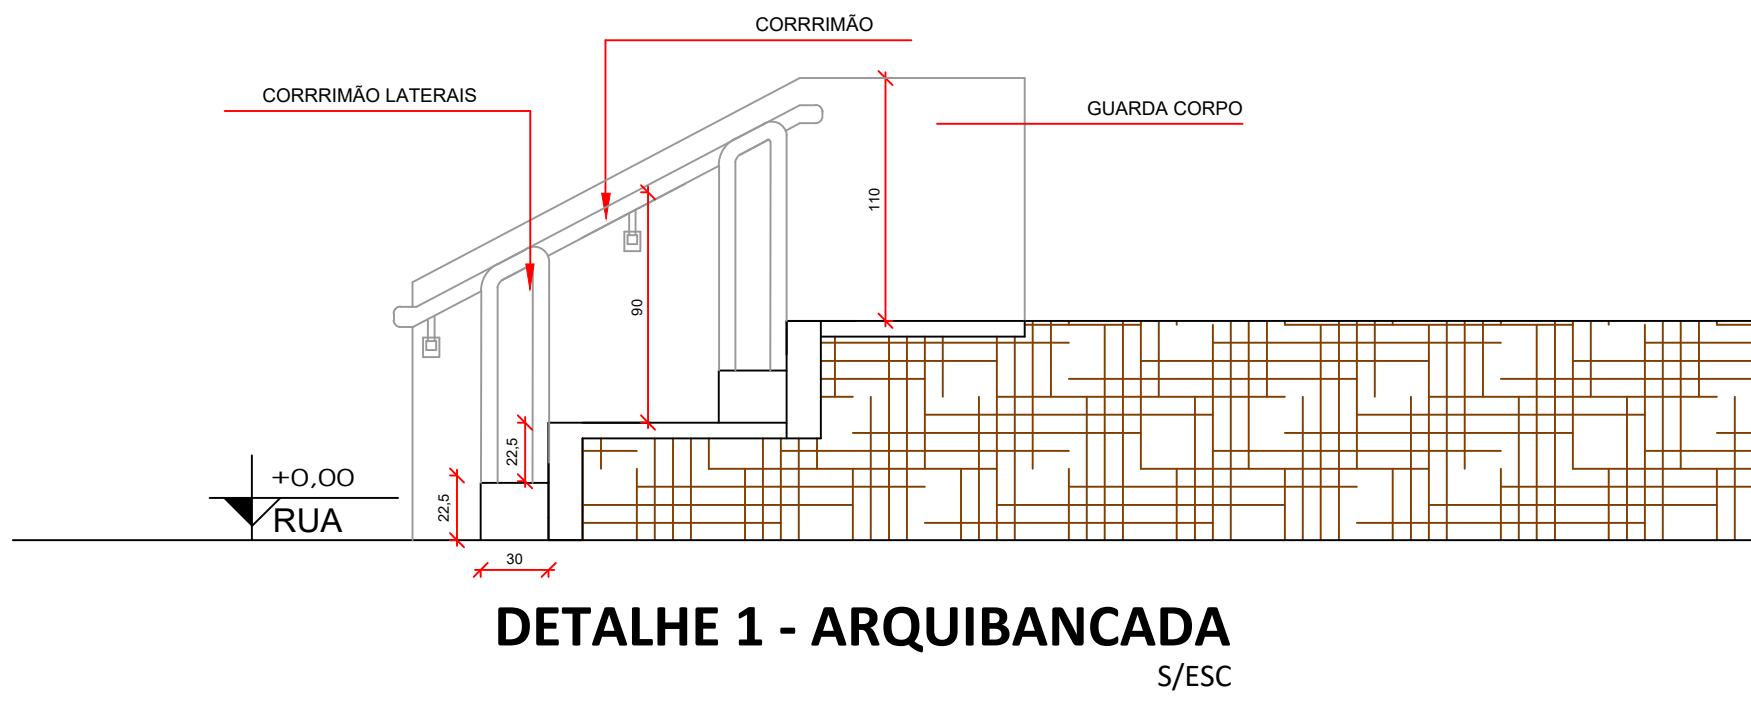 CORRRIMÃO
CORRRIMÃO LATERAIS
GUARDA CORPO
110
90
22,5
22,5
+0,00
RUA
30
DETALHE 1 - ARQUIBANCADA
S/ESC